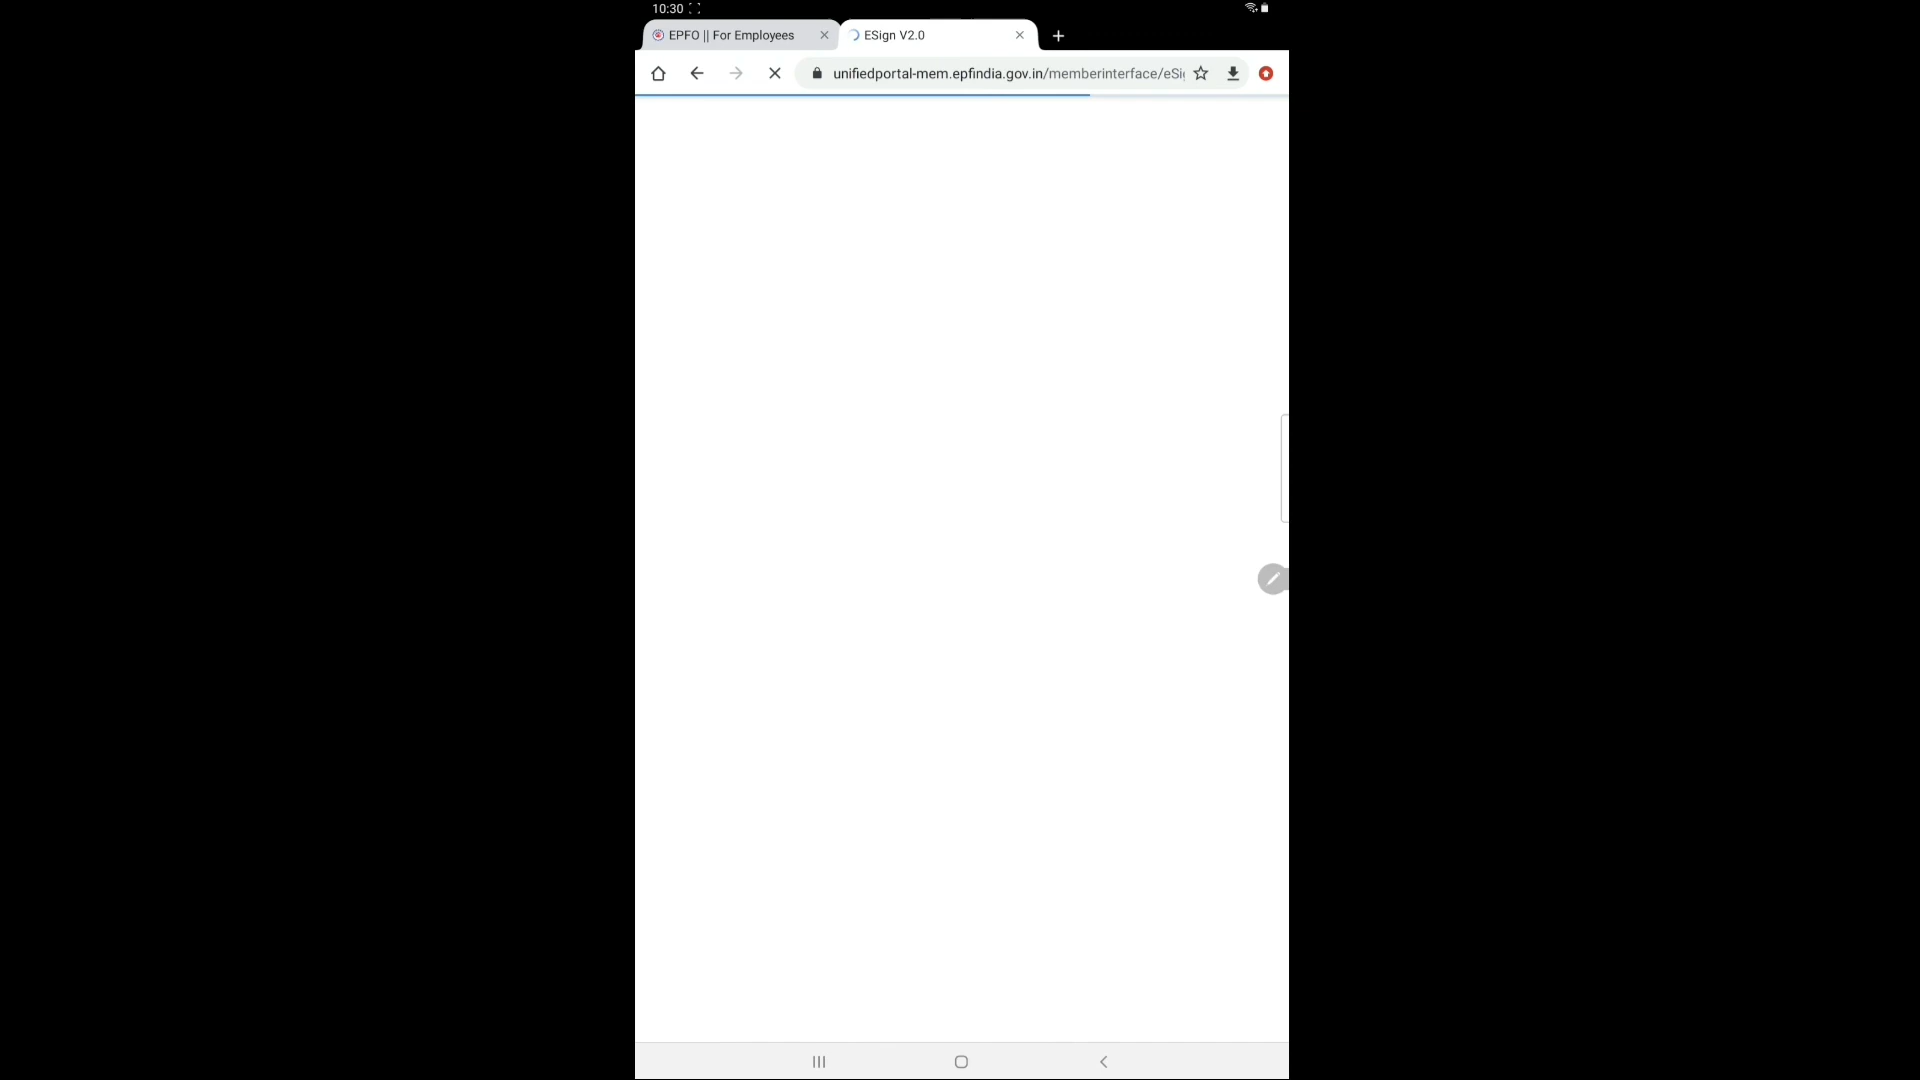 10:30
EPFO || For Employees
ESign V2.0
unifiedportal-mem.epfindia.gov.in/memberinterface/eSi